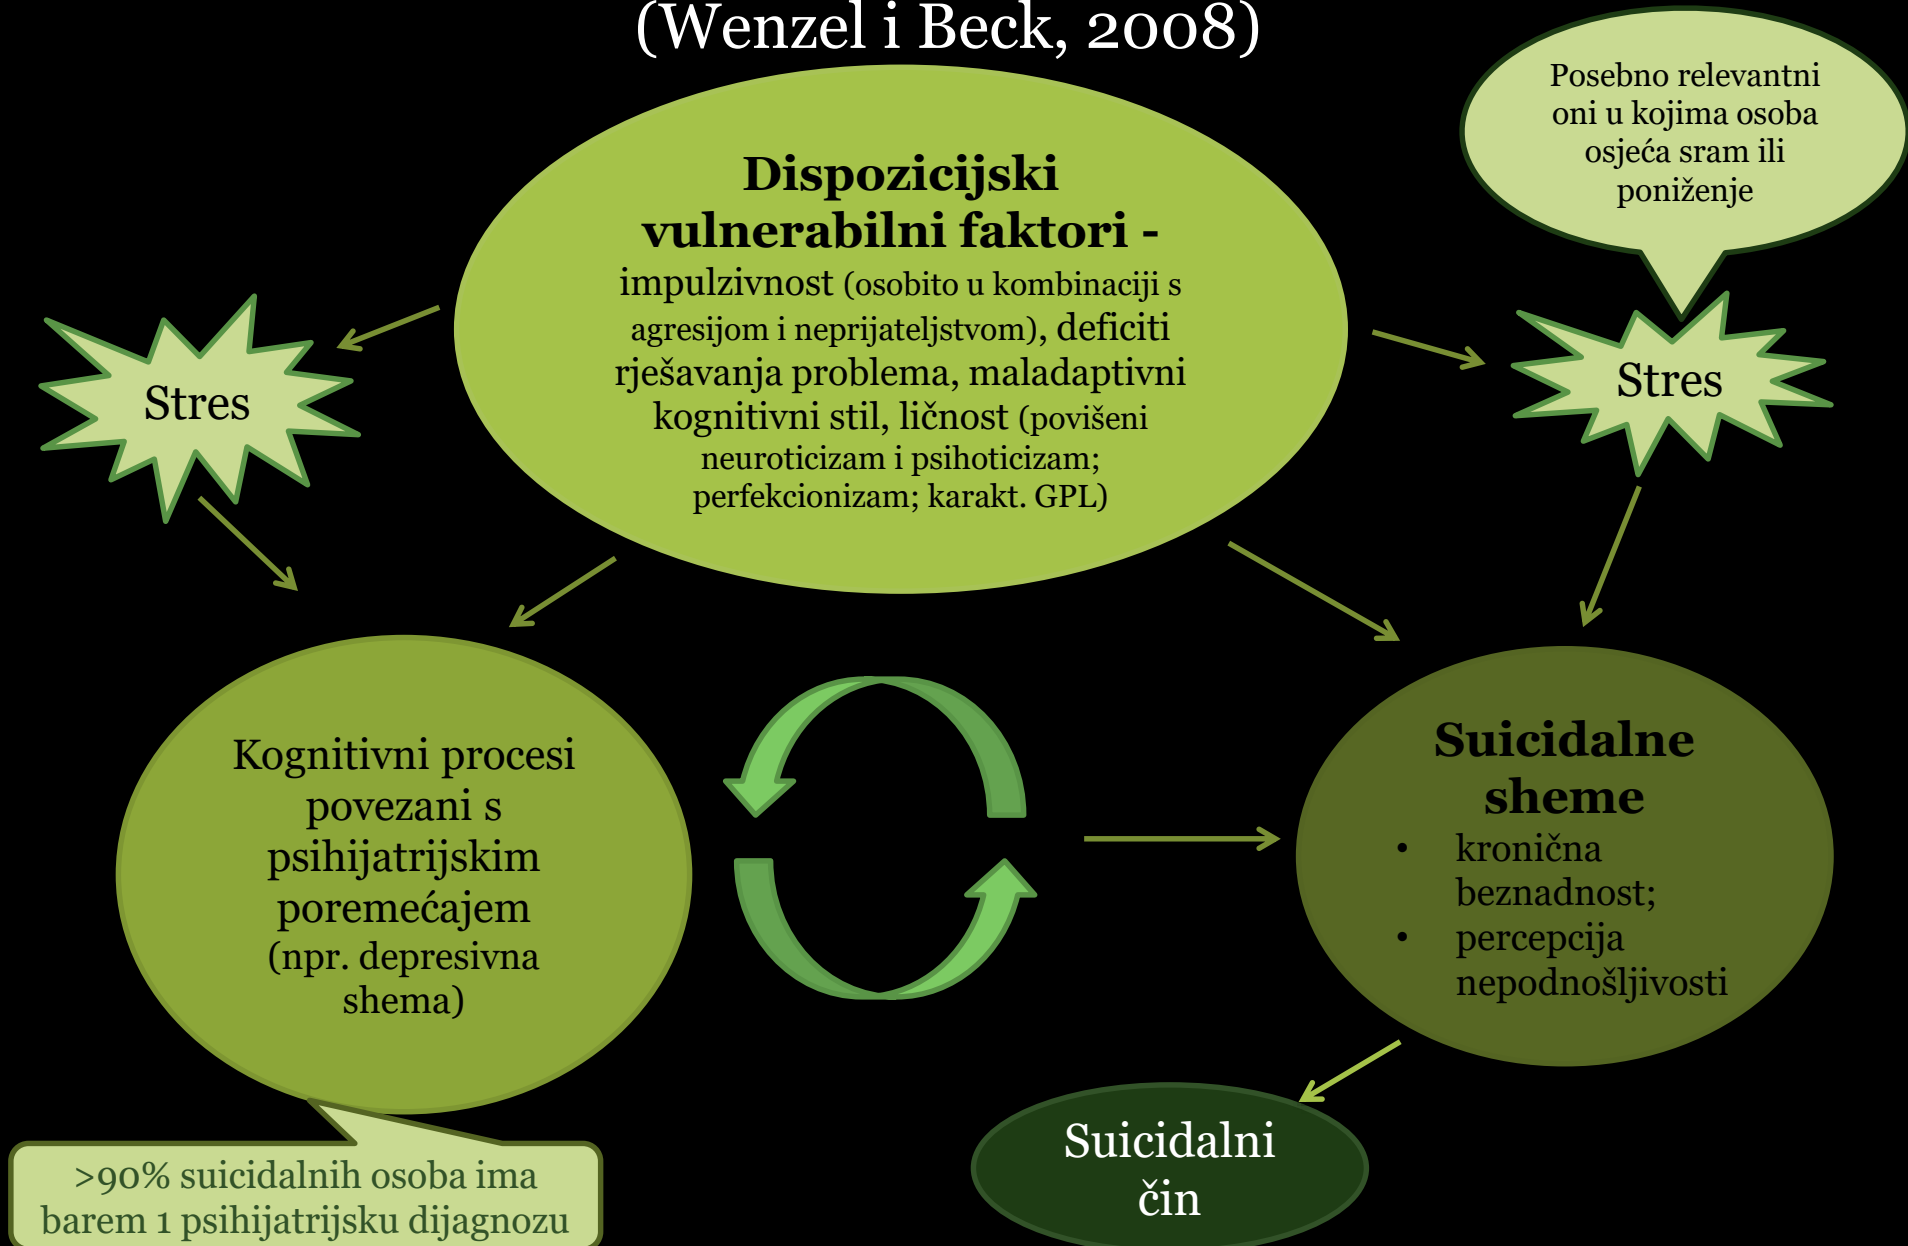 (Wenzel i Beck, 2008)
Posebno relevantni
oni u kojima osoba
osjeća sram ili
poniženje
Dispozicijski
vulnerabilni faktori -
impulzivnost (osobito u kombinaciji s
agresijom i neprijateljstvom), deficiti
rješavanja problema, maladaptivni
kognitivni stil, ličnost (povišeni
neuroticizam i psihoticizam;
perfekcionizam; karakt. GPL)
Stres
Stres
Kognitivni procesi
povezani s
psihijatrijskim
poremećajem
(npr. depresivna
shema)
Suicidalne
sheme
• kronična
beznadnost;
• percepcija
nepodnošljivosti
Suicidalni
čin
>90% suicidalnih osoba ima
barem 1 psihijatrijsku dijagnozu